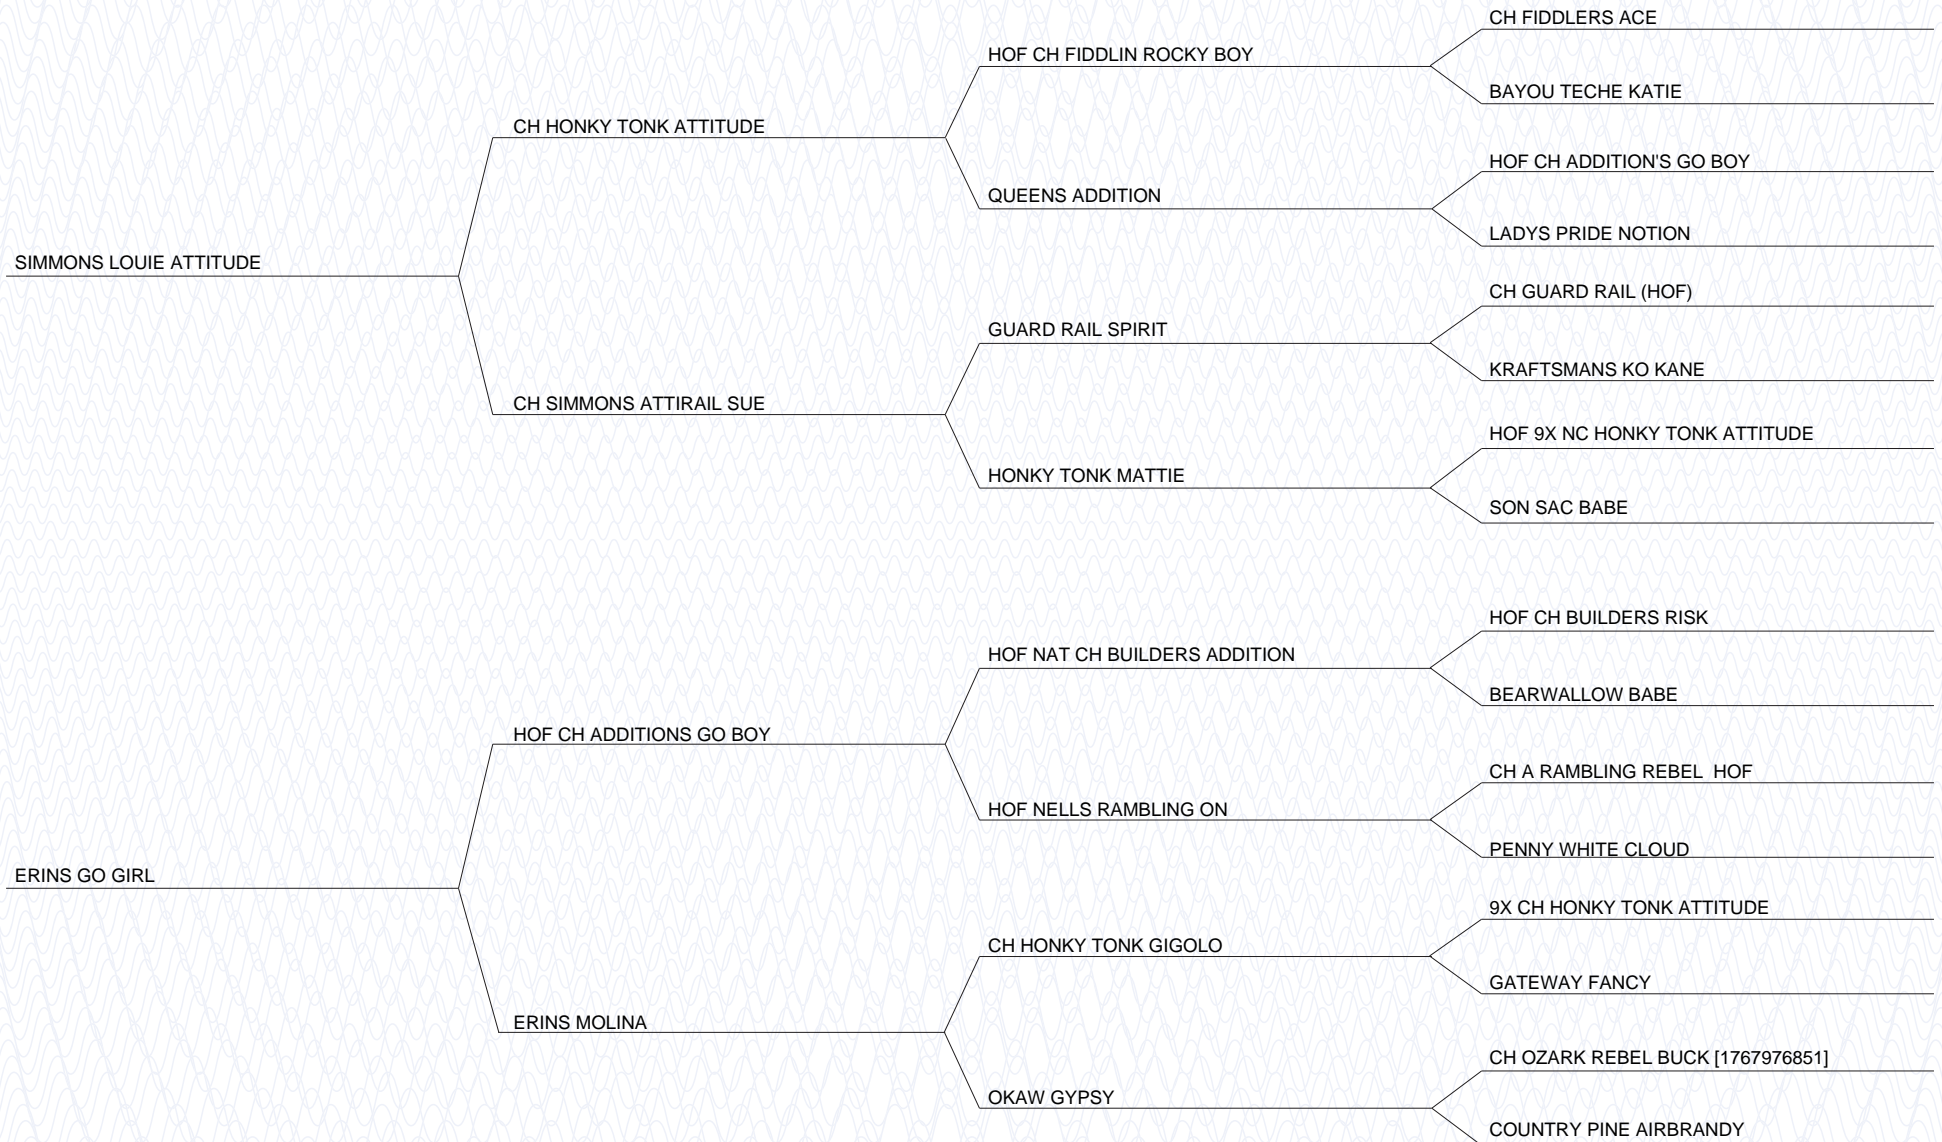 CH FIDDLERS ACE
HOF CH FIDDLIN ROCKY BOY
BAYOU TECHE KATIE
CH HONKY TONK ATTITUDE
HOF CH ADDITION'S GO BOY
QUEENS ADDITION
LADYS PRIDE NOTION
SIMMONS LOUIE ATTITUDE
CH GUARD RAIL (HOF)
GUARD RAIL SPIRIT
KRAFTSMANS KO KANE
CH SIMMONS ATTIRAIL SUE
HOF 9X NC HONKY TONK ATTITUDE
HONKY TONK MATTIE
SON SAC BABE
HOF CH BUILDERS RISK
HOF NAT CH BUILDERS ADDITION
BEARWALLOW BABE
HOF CH ADDITIONS GO BOY
CH A RAMBLING REBEL  HOF
HOF NELLS RAMBLING ON
PENNY WHITE CLOUD
ERINS GO GIRL
9X CH HONKY TONK ATTITUDE
CH HONKY TONK GIGOLO
GATEWAY FANCY
ERINS MOLINA
CH OZARK REBEL BUCK [1767976851]
OKAW GYPSY
COUNTRY PINE AIRBRANDY